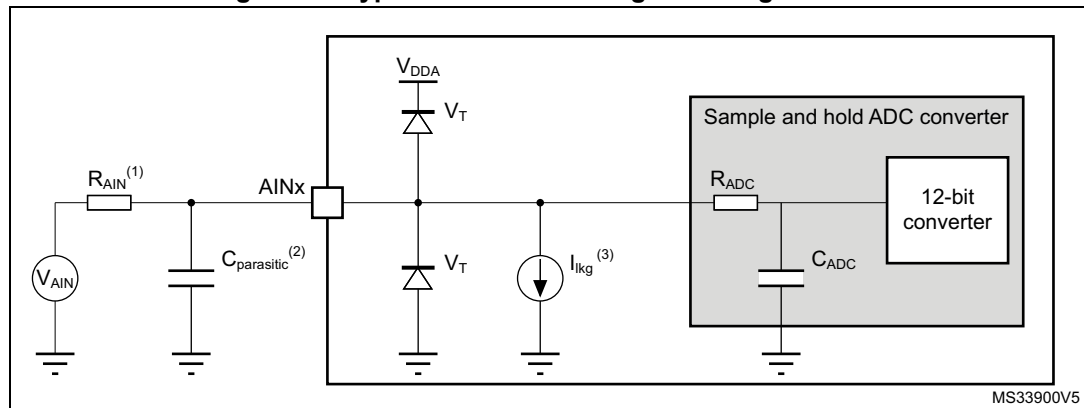 V_DDA
V_T
Sample and hold ADC converter
R_AIN^(1)
AINx
R_ADC
12-bit
converter
C_parasitic^(2)
V_T
I_lkg^(3)
C_ADC
V_AIN
MS33900V5